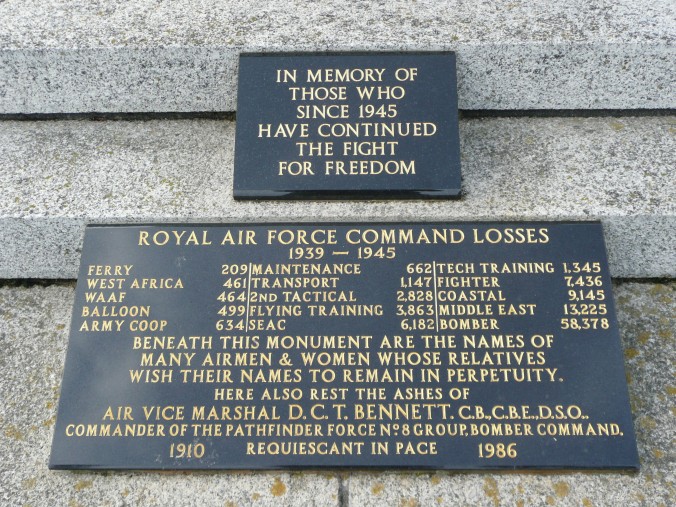 IN MEMORY OF
THOSE WHO
SINCE 1945
HAVE CONTINUED
THE FIGHT
FOR FREEDOM
ROYAL AIR FORCE COMMAND LOSSES
1939 — 1945
FERRY 209 MAINTENANCE 662 TECH TRAINING 1,345
WEST AFRICA 461 TRANSPORT 1,147 FIGHTER 7,436
WAAF 464 2ND TACTICAL 2,828 COASTAL 9,145
BALLOON 499 FLYING TRAINING 3,863 MIDDLE EAST 13,225
ARMY COOP 634 SEAC 6,182 BOMBER 58,378
BENEATH THIS MONUMENT ARE THE NAMES OF
MANY AIRMEN & WOMEN WHOSE RELATIVES
WISH THEIR NAMES TO REMAIN IN PERPETUITY.
HERE ALSO REST THE ASHES OF
AIR VICE MARSHAL D.C.T. BENNETT. C.B., C.B.E., D.S.O.,
COMMANDER OF THE PATHFINDER FORCE Nº8 GROUP, BOMBER COMMAND.
1910 REQUIESCANT IN PACE 1986